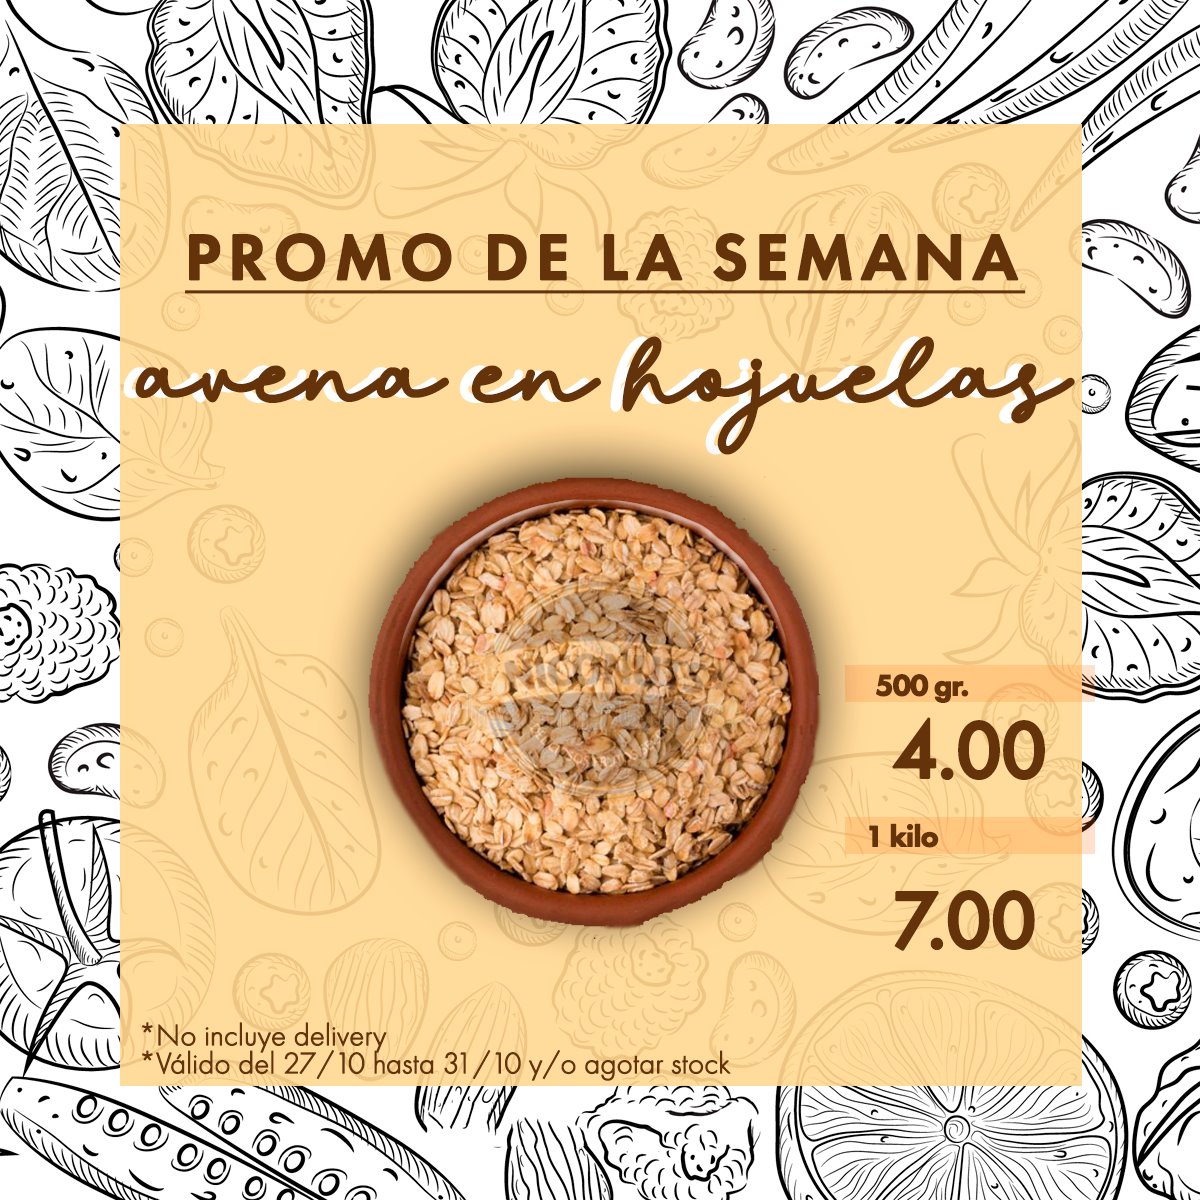 PROMO DE LA SEMANA
avena en hojuelas
500 gr.
4.00
1 kilo
7.00
*No incluye delivery
*Válido del 27/10 hasta 31/10 y/o agotar stock